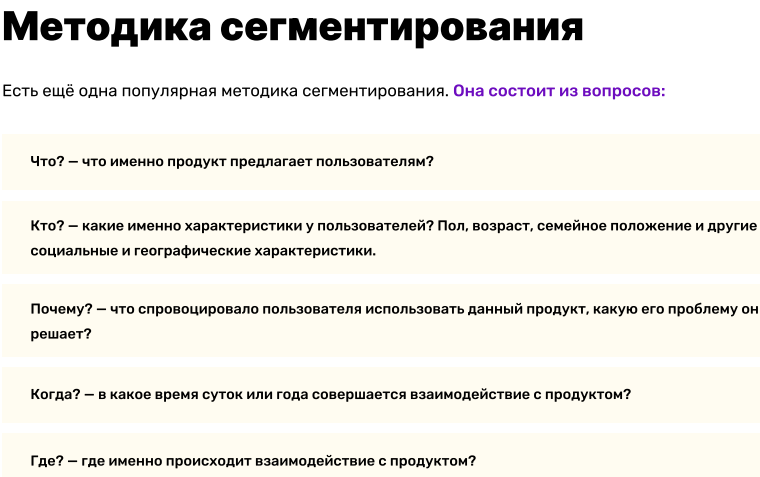 Методика сегментирования
Есть ещё одна популярная методика сегментирования. Она состоит из вопросов:
Что? — что именно продукт предлагает пользователям?
Кто? — какие именно характеристики у пользователей? Пол, возраст, семейное положение и другие
социальные и географические характеристики.
Почему? — что спровоцировало пользователя использовать данный продукт, какую его проблему он
решает?
Когда? — в какое время суток или года совершается взаимодействие с продуктом?
Где? — где именно происходит взаимодействие с продуктом?